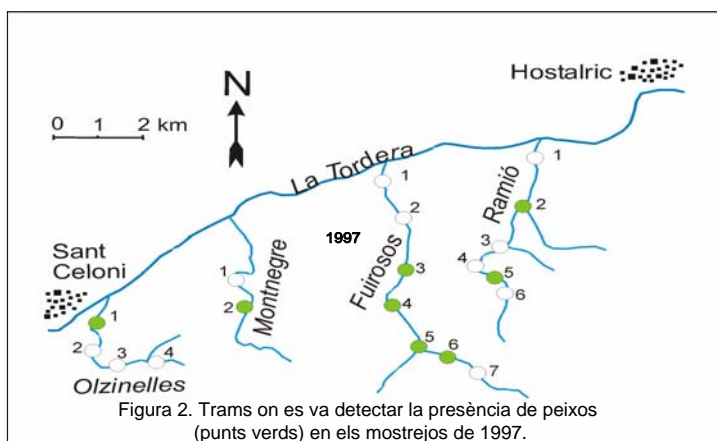 Hostalric
N
0 1 2 km
La Tordera
1
2
3
4
5
6
Ramió
1
2
3
4
5
6
7
Fuirosos
1997
1
2
Montnegre
Sant
Celoni
1
2
3
4
Olzinelles
Figura 2. Trams on es va detectar la presència de peixos
(punts verds) en els mostrejos de 1997.